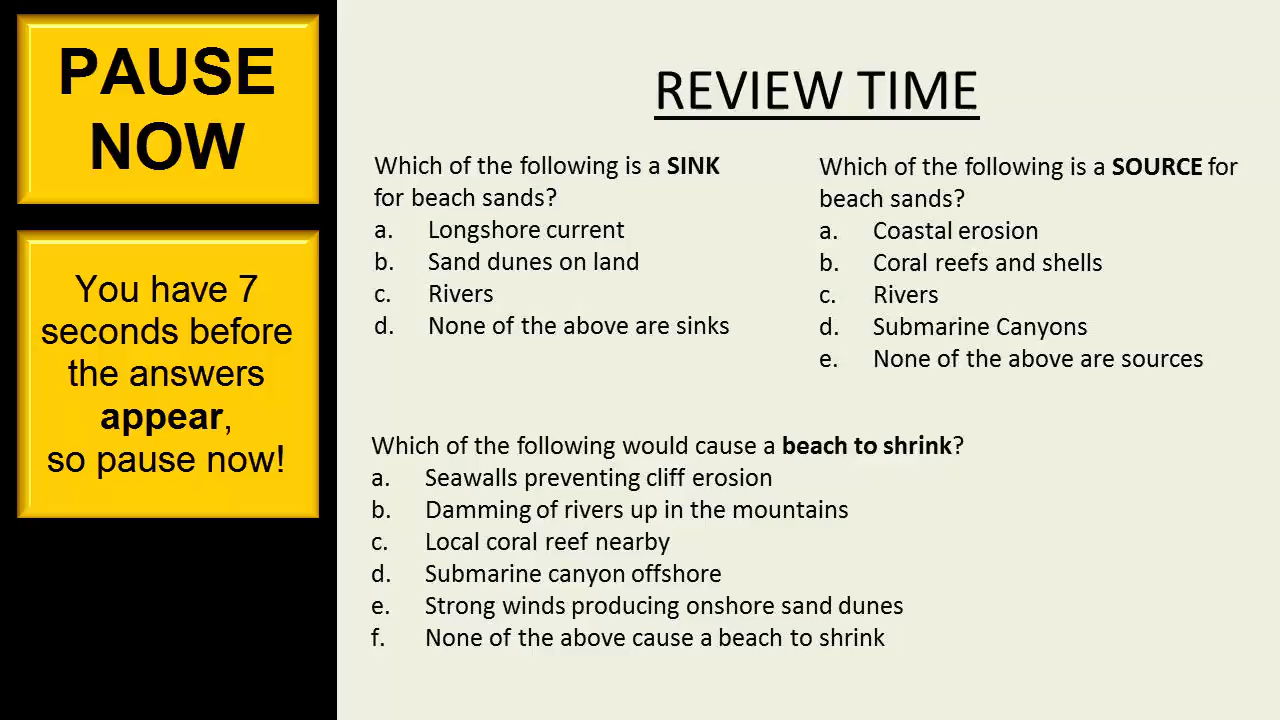 PAUSE
NOW
You have 7
seconds before
the answers
appear,
so pause now!
REVIEW TIME
Which of the following is a SINK
for beach sands?
a. Longshore current
b. Sand dunes on land
c. Rivers
d. None of the above are sinks
Which of the following is a SOURCE for
beach sands?
a. Coastal erosion
b. Coral reefs and shells
c. Rivers
d. Submarine Canyons
e. None of the above are sources
Which of the following would cause a beach to shrink?
a. Seawalls preventing cliff erosion
b. Damming of rivers up in the mountains
c. Local coral reef nearby
d. Submarine canyon offshore
e. Strong winds producing onshore sand dunes
f. None of the above cause a beach to shrink